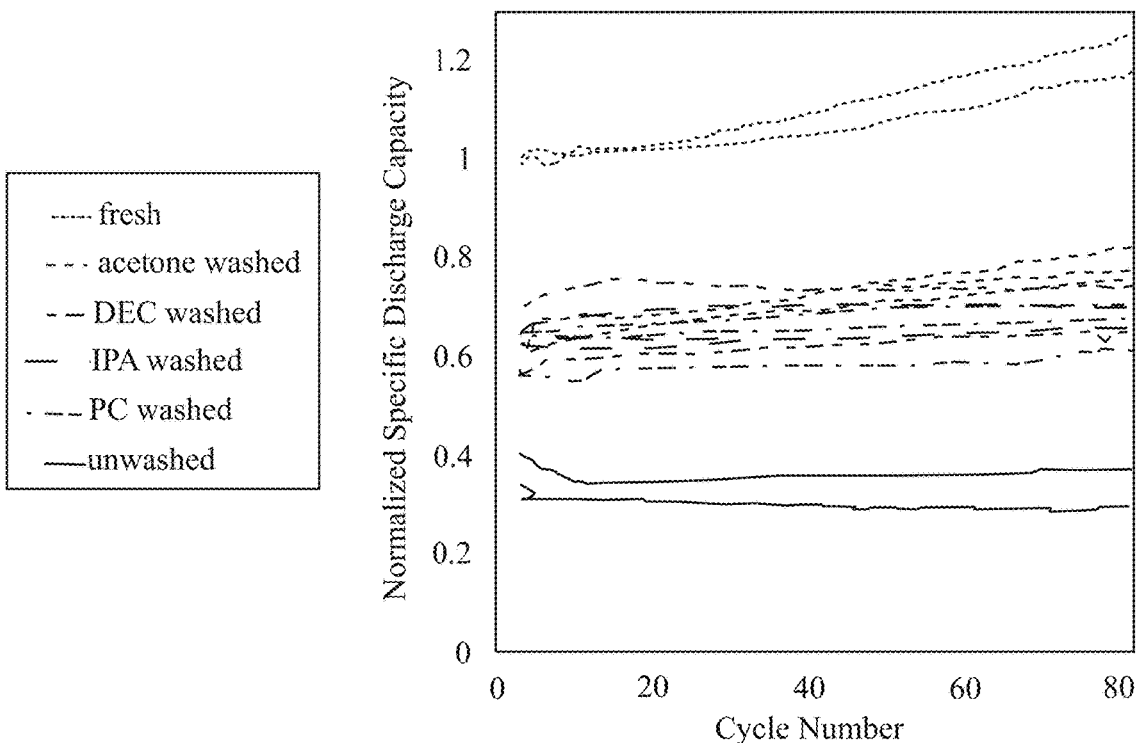 fresh
acetone washed
DEC washed
IPA washed
PC washed
unwashed
Normalized Specific Discharge Capacity
1.2
1
0.8
0.6
0.4
0.2
0
0 20 40 60 80
Cycle Number